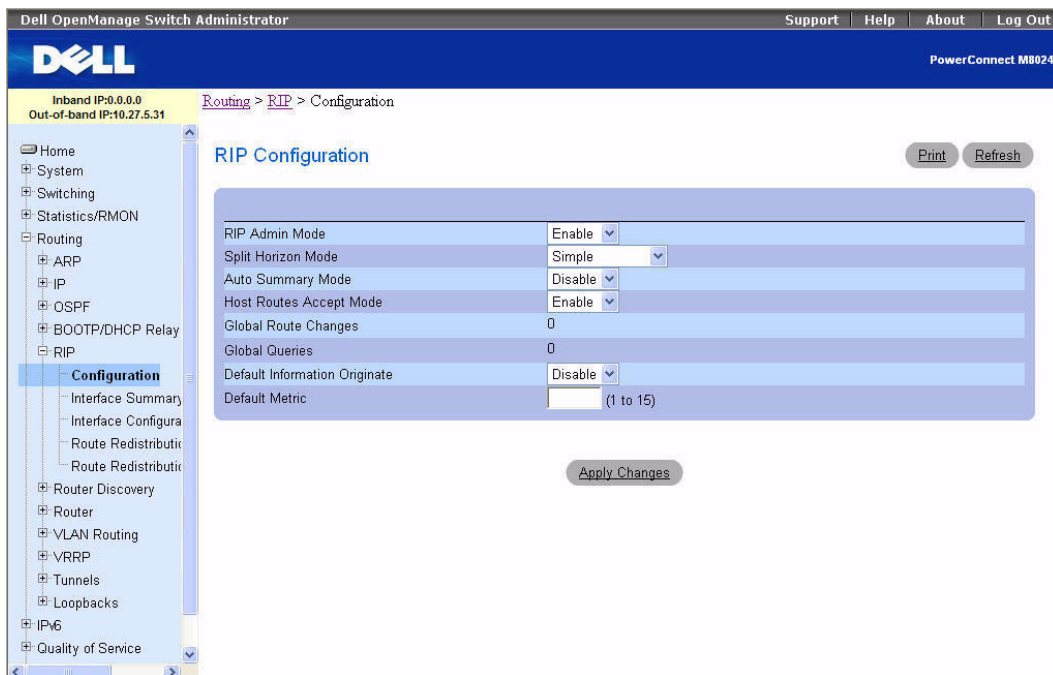 Dell OpenManage Switch Administrator
Support Help About Log Out
DELL
PowerConnect M8024
Inband IP:0.0.0.0
Out-of-band IP:10.27.5.31
Routing > RIP > Configuration
Home
System
Switching
Statistics/RMON
Routing
ARP
IP
OSPF
BOOTP/DHCP Relay
RIP
Configuration
Interface Summary
Interface Configura
Route Redistributio
Route Redistributio
Router Discovery
Router
VLAN Routing
VRRP
Tunnels
Loopbacks
IPv6
Quality of Service
RIP Configuration
Print Refresh
RIP Admin Mode Enable
Split Horizon Mode Simple
Auto Summary Mode Disable
Host Routes Accept Mode Enable
Global Route Changes 0
Global Queries 0
Default Information Originate Disable
Default Metric (1 to 15)
Apply Changes